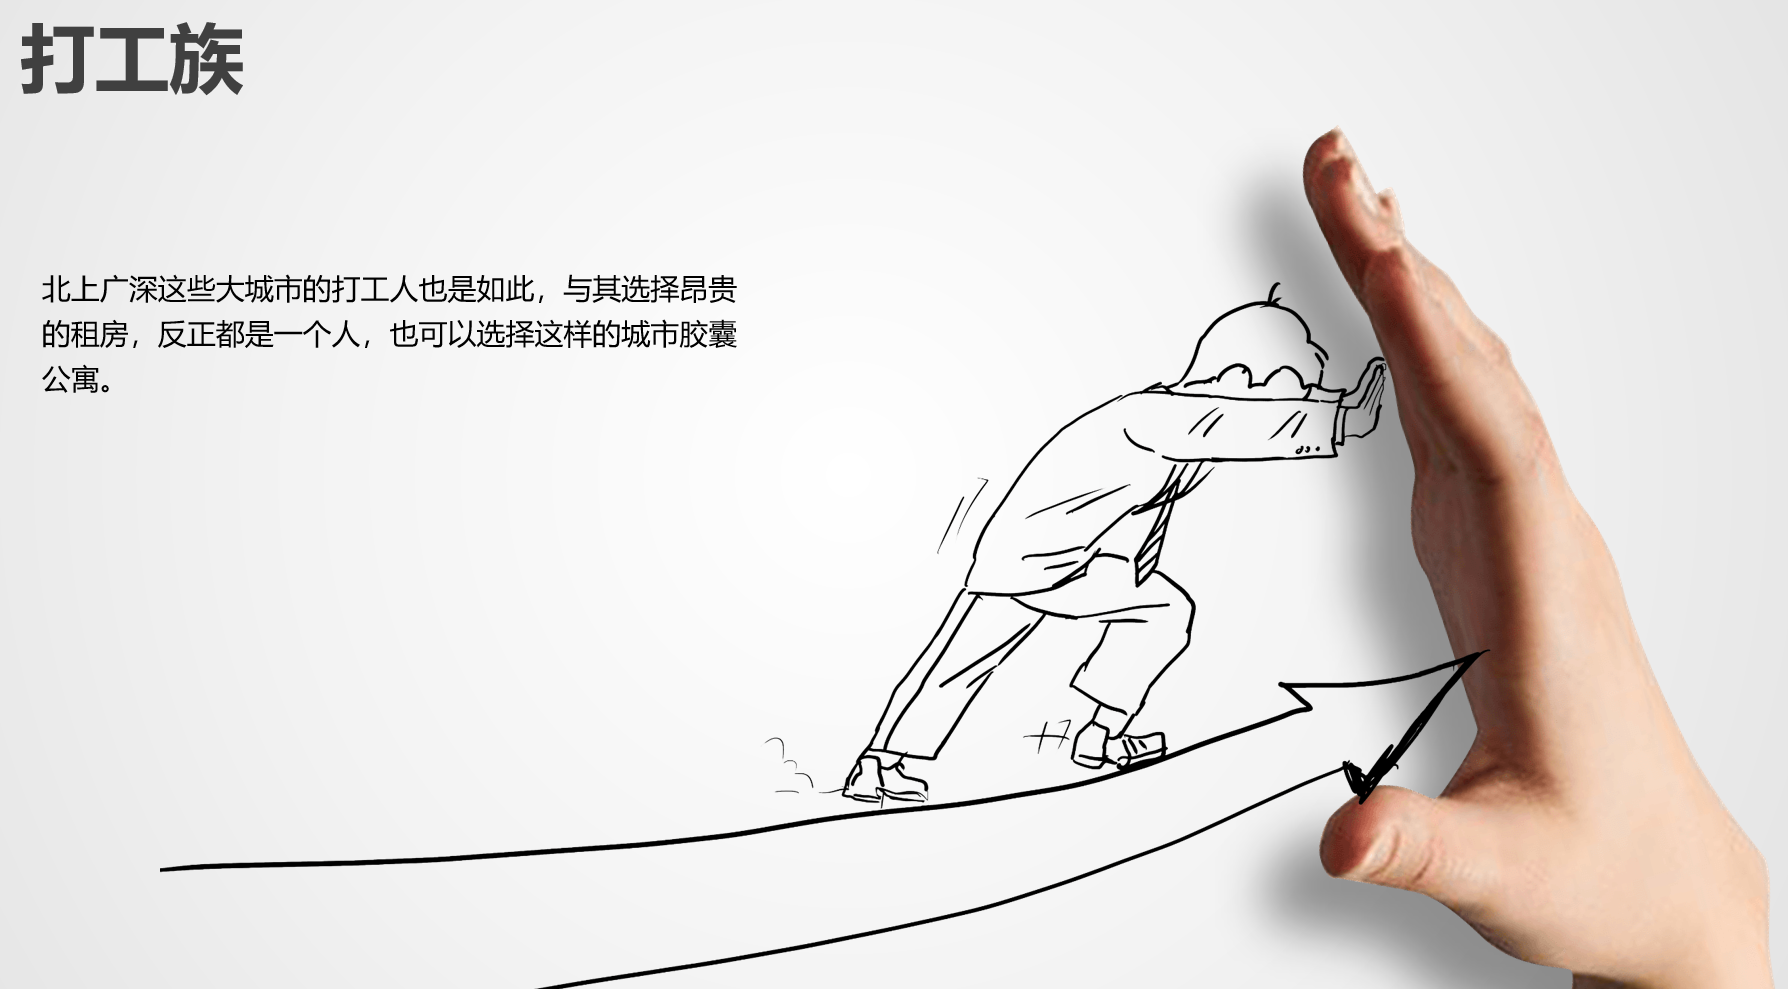 打工族
北上广深这些大城市的打工人也是如此，与其选择昂贵
的租房，反正都是一个人，也可以选择这样的城市胶囊
公寓。